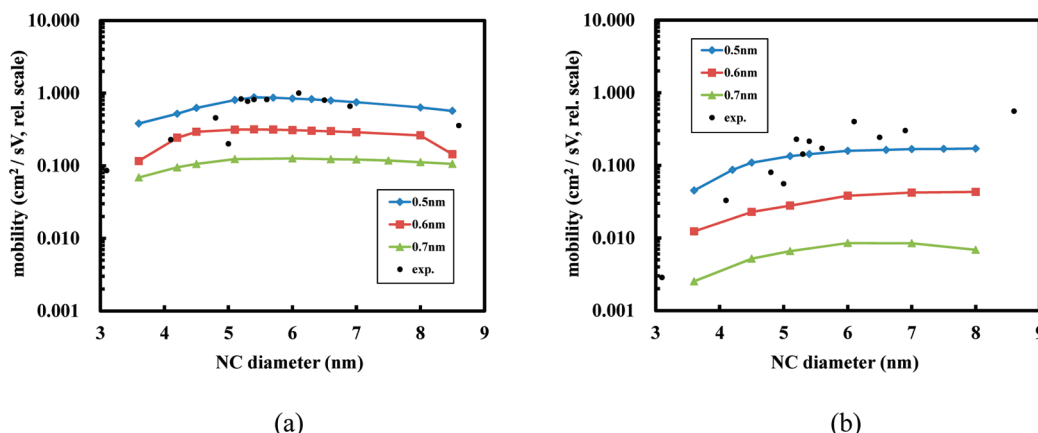 10.000
1.000
0.100
0.010
0.001
mobility (cm2 / sV, rel. scale)
0.5nm
0.6nm
0.7nm
exp.
3 4 5 6 7 8 9
NC diameter (nm)
(a)
10.000
1.000
0.100
0.010
0.001
mobility (cm2 / sV, rel. scale)
0.5nm
0.6nm
0.7nm
exp.
3 4 5 6 7 8 9
NC diameter (nm)
(b)